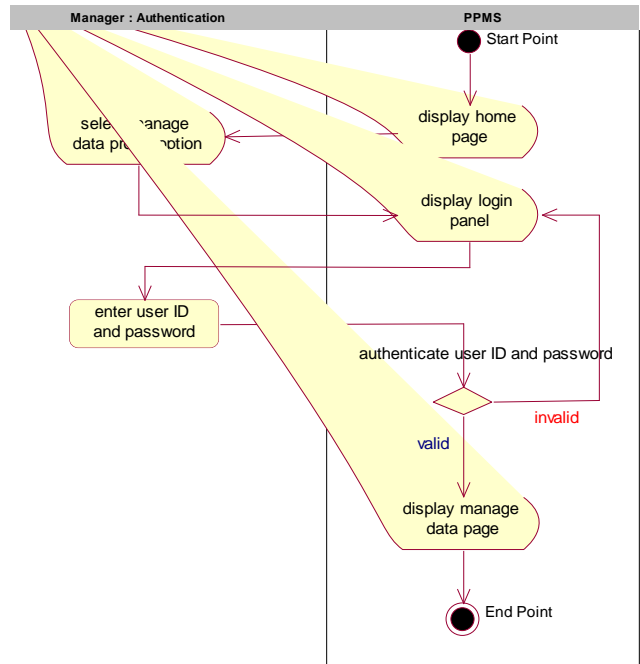 Manager : Authentication
PPMS
Start Point
display home
page
manage
data option
display login
panel
enter user ID
and password
authenticate user ID and password
invalid
valid
display manage
data page
End Point